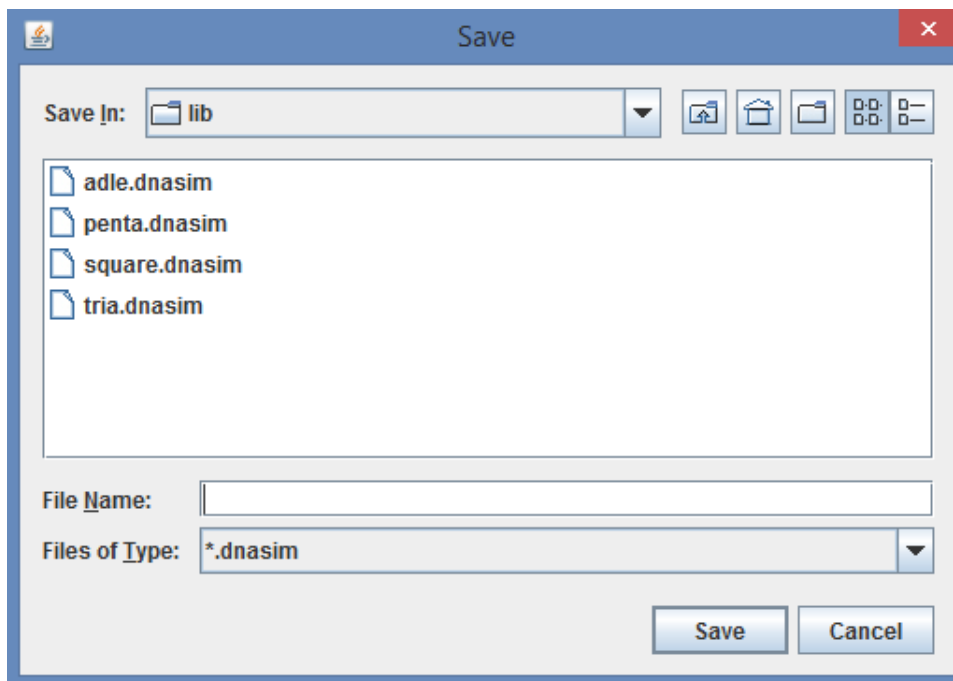 Save
Save In: lib
adle.dnasim
penta.dnasim
square.dnasim
tria.dnasim
File Name:
Files of Type: *.dnasim
Save Cancel